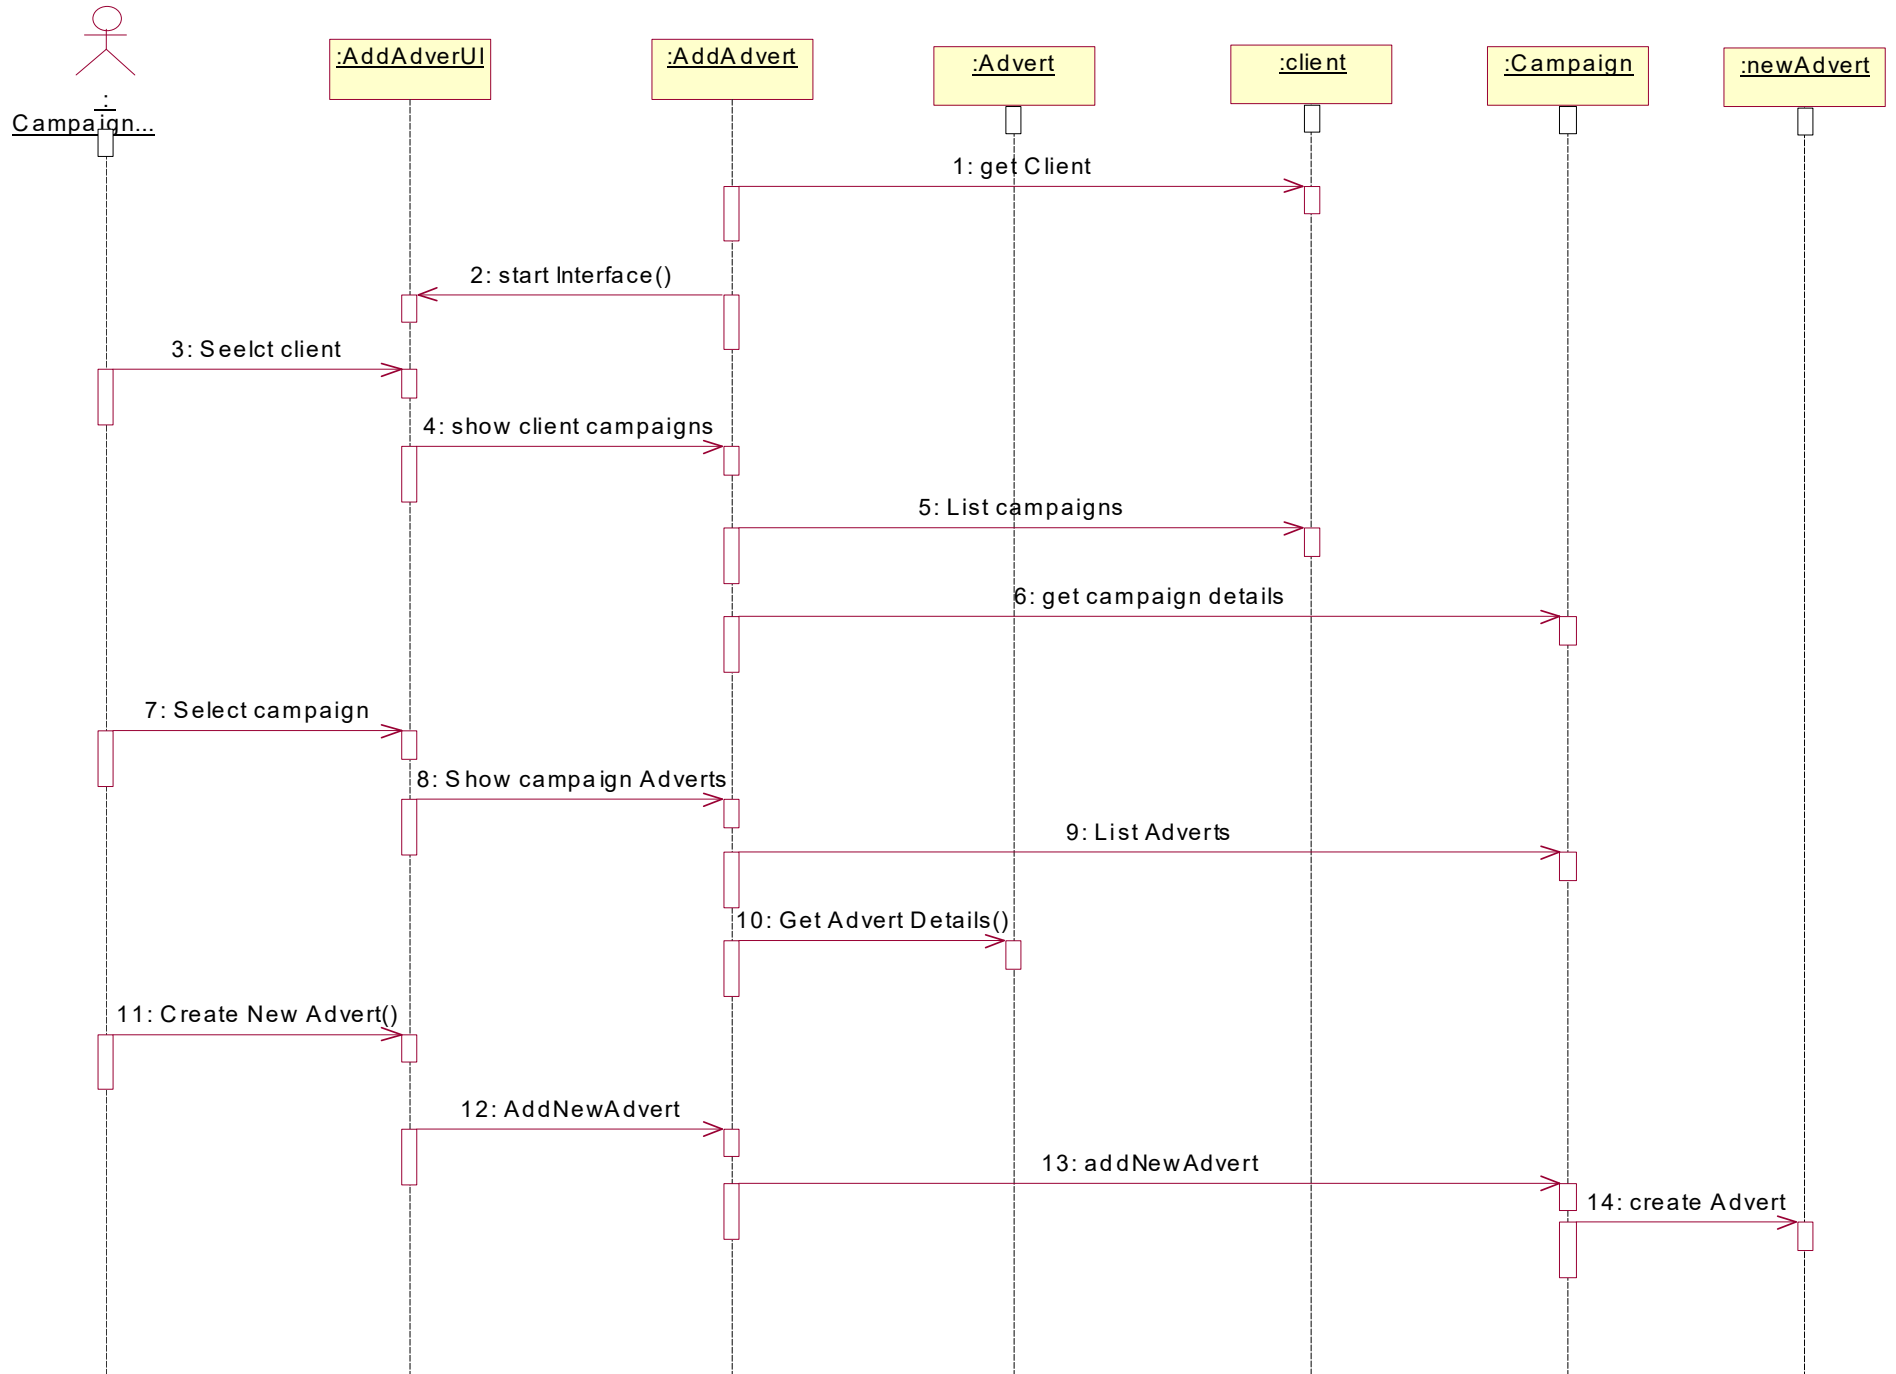 :AddAdverUI
:AddAdvert
:Advert
:client
:Campaign
:newAdvert
:
Campaign...
1: get Client
2: start Interface()
3: Seelct client
4: show client campaigns
5: List campaigns
6: get campaign details
7: Select campaign
8: Show campaign Adverts
9: List Adverts
10: Get Advert Details()
11: Create New Advert()
12: AddNewAdvert
13: addNewAdvert
14: create Advert